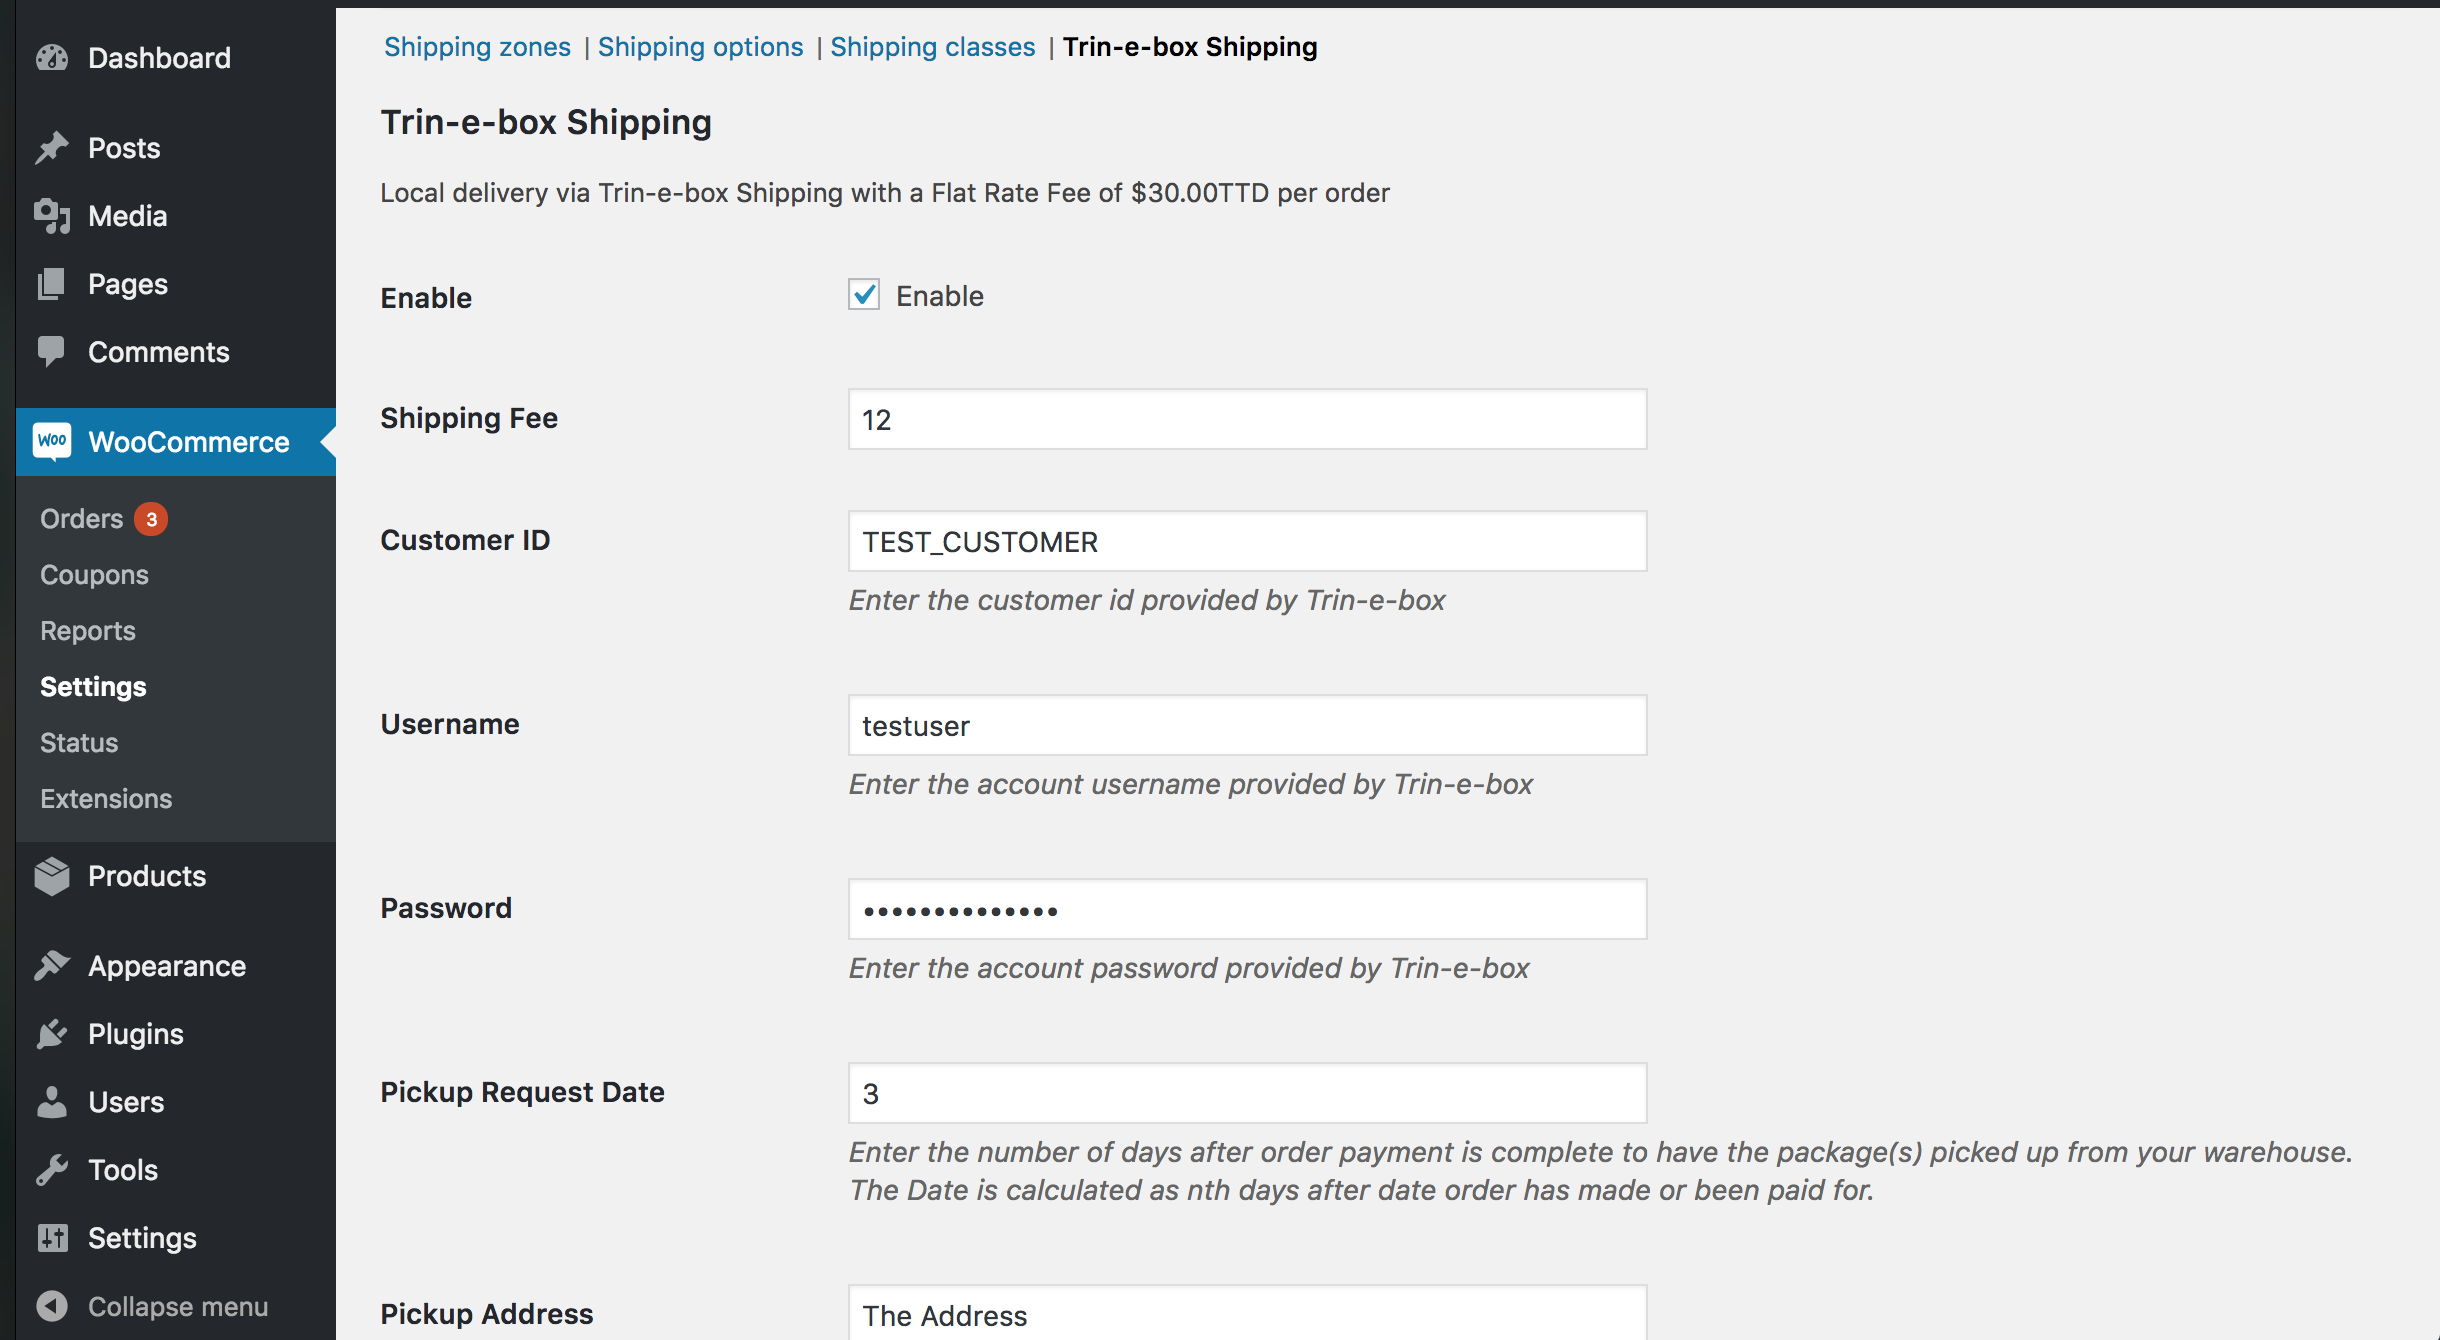 Dashboard
Posts
Media
Pages
Comments
Woo WooCommerce
Orders 3
Coupons
Reports
Settings
Status
Extensions
Products
Appearance
Plugins
Users
Tools
Settings
Collapse menu
Shipping zones | Shipping options | Shipping classes | Trin-e-box Shipping
Trin-e-box Shipping
Local delivery via Trin-e-box Shipping with a Flat Rate Fee of $30.00TTD per order
Enable Enable
Shipping Fee 12
Customer ID TEST_CUSTOMER
Enter the customer id provided by Trin-e-box
Username testuser
Enter the account username provided by Trin-e-box
Password ••••••••••••••
Enter the account password provided by Trin-e-box
Pickup Request Date 3
Enter the number of days after order payment is complete to have the package(s) picked up from your warehouse.
The Date is calculated as nth days after date order has made or been paid for.
Pickup Address The Address